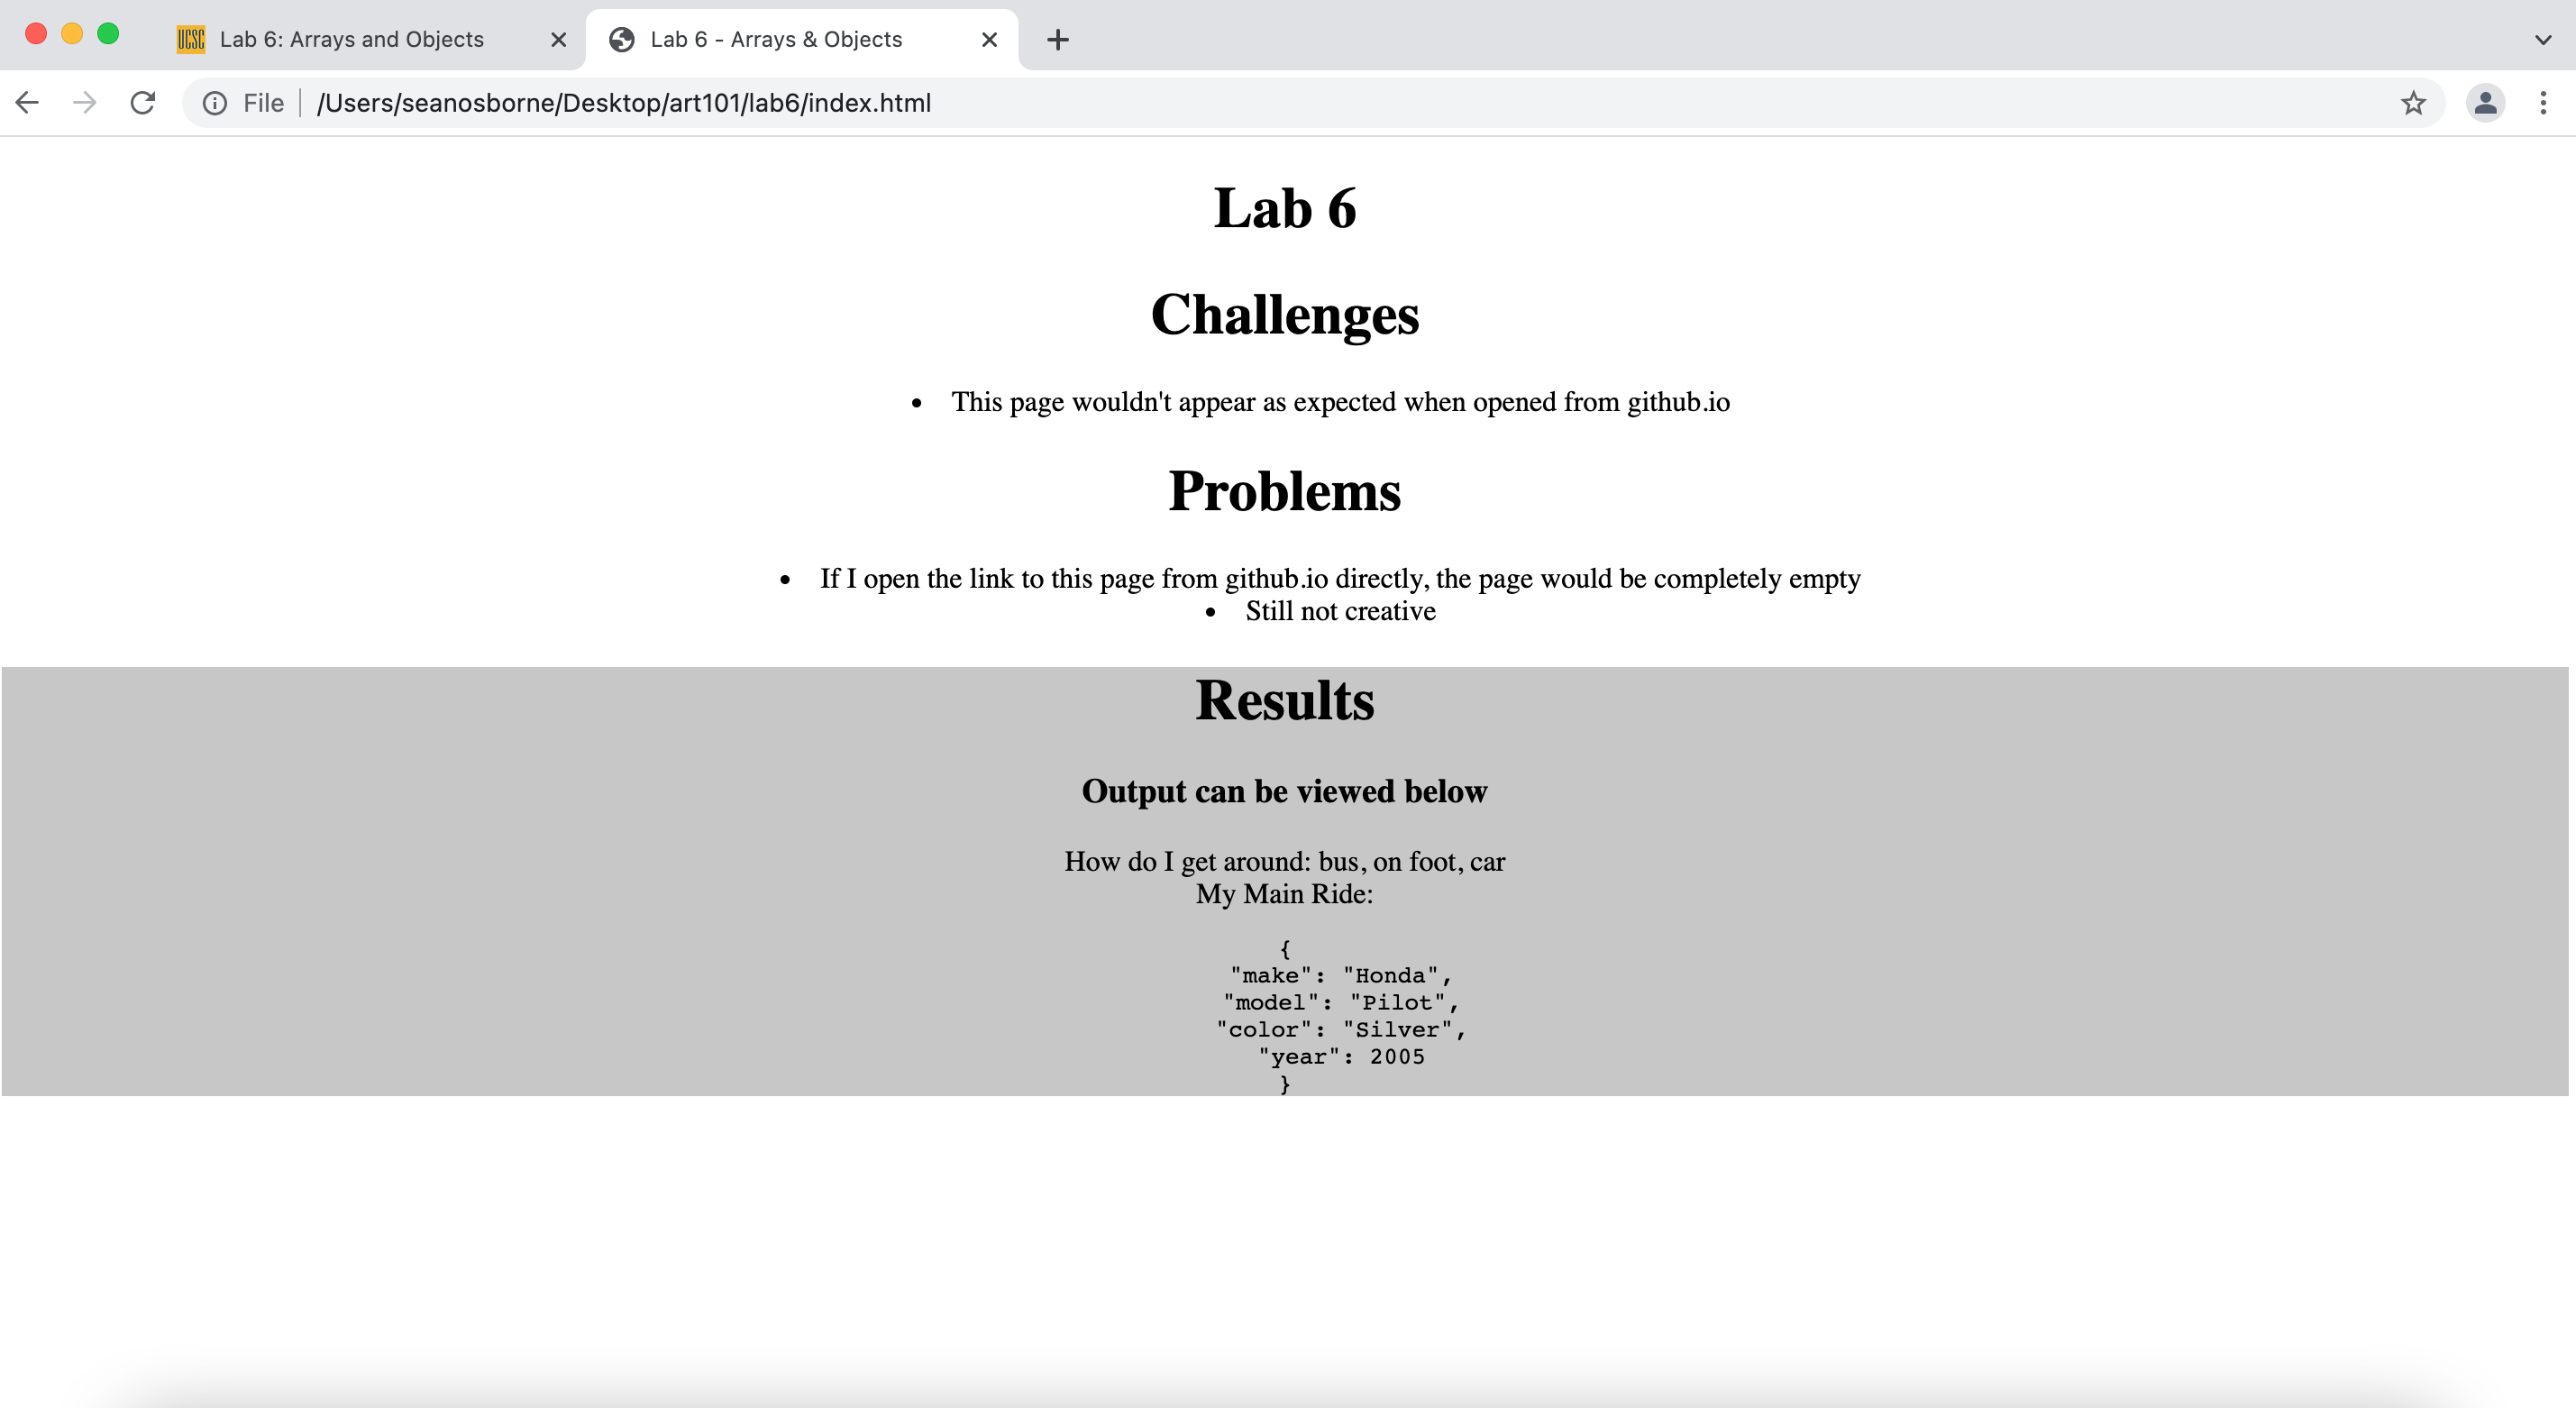 UCSC Lab 6: Arrays and Objects
Lab 6 - Arrays & Objects
File /Users/seanosborne/Desktop/art101/lab6/index.html
Lab 6
Challenges
• This page wouldn't appear as expected when opened from github.io
Problems
• If I open the link to this page from github.io directly, the page would be completely empty
• Still not creative
Results
Output can be viewed below
How do I get around: bus, on foot, car
My Main Ride:
{
"make": "Honda",
"model": "Pilot",
"color": "Silver",
"year": 2005
}